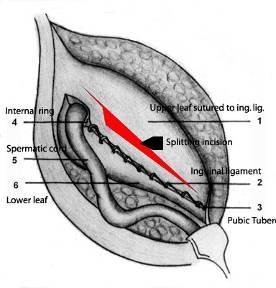 Internal ring
4
Upper leaf sutured to ing. lig.
1
Splitting incision
Spermatic cord
5
Inguinal ligament
2
6
Lower leaf
3
Pubic Tuber